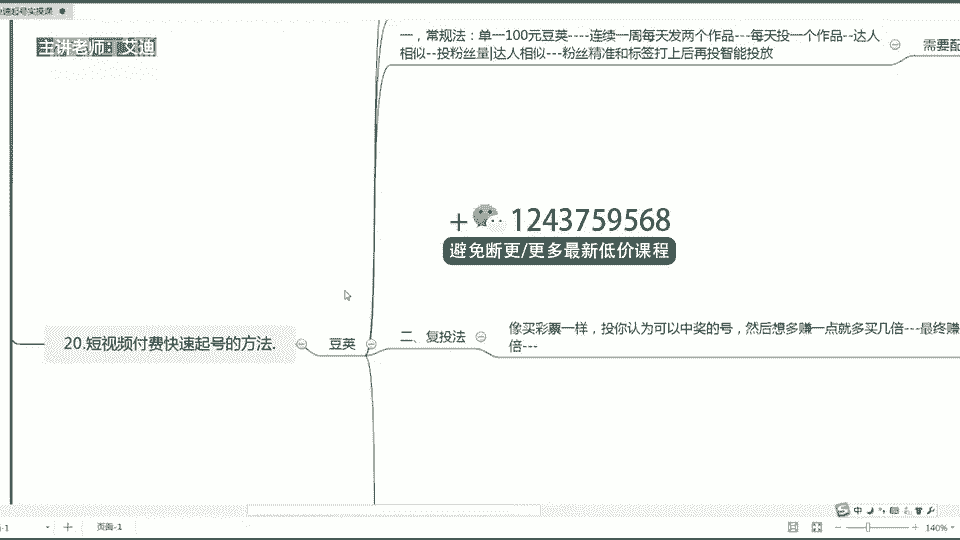 速起号实操课
主讲老师：艾迪
一，常规法：单一100元豆荚----连续一周每天发两个作品---每天投一个作品--达人
相似--投粉丝量|达人相似---粉丝精准和标签打上后再投智能投放
需要配
+ 1243759568
避免断更/更多最新低价课程
20.短视频付费快速起号的方法.
豆荚
二、复投法
像买彩票一样，投你认为可以中奖的号，然后想多赚一点就多买几倍---最终赚
倍---
中
-1
+
页面-1
- + 140%